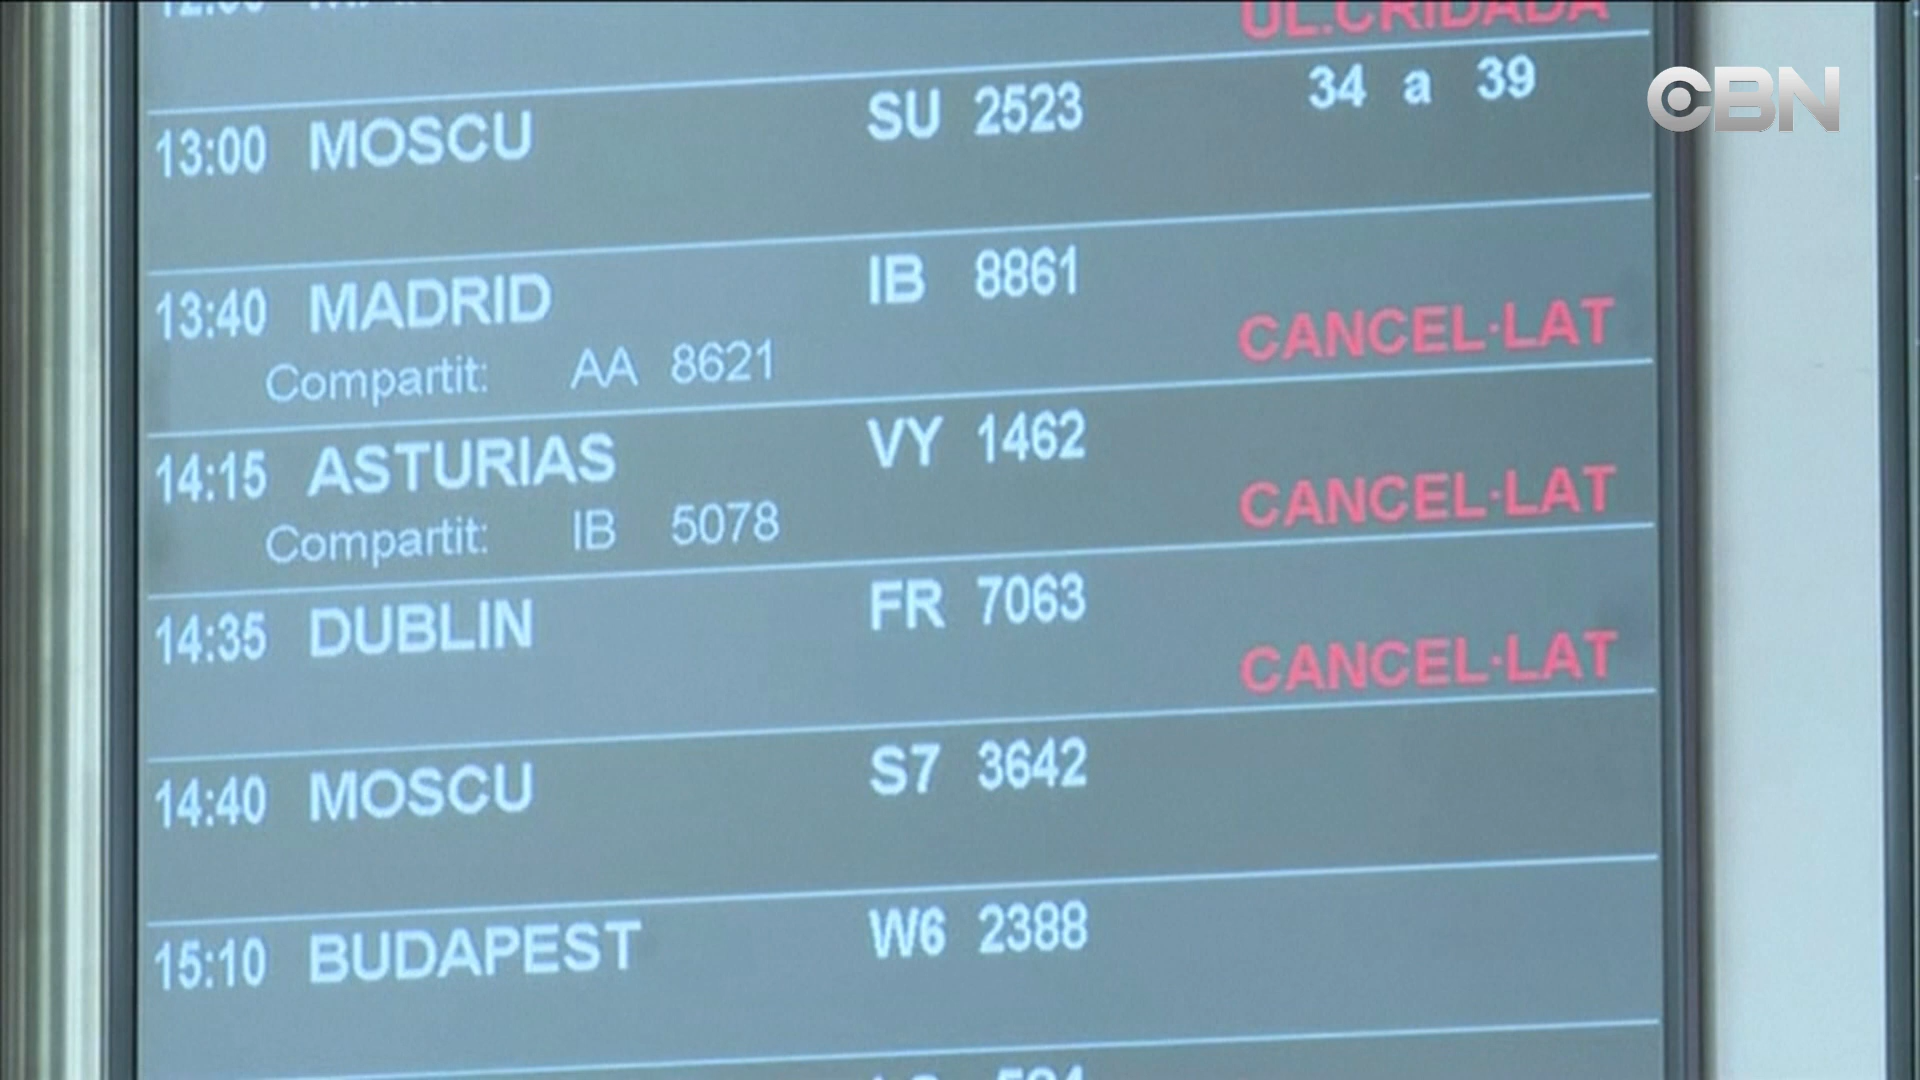 UL.CRIDADA
CBN
13:00 MOSCU SU 2523 34 a 39
13:40 MADRID IB 8861
Compartit: AA 8621 CANCEL·LAT
14:15 ASTURIAS VY 1462
Compartit: IB 5078 CANCEL·LAT
14:35 DUBLIN FR 7063
CANCEL·LAT
14:40 MOSCU S7 3642
15:10 BUDAPEST W6 2388